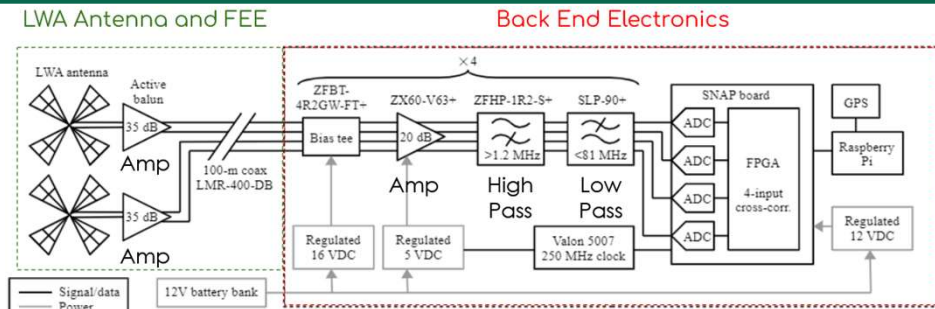 LWA Antenna and FEE
Back End Electronics
×4
LWA antenna
Active
balun
35 dB
Amp
35 dB
Amp
100-m coax
LMR-400-DB
ZFBT-
4R2GW-FT+
Bias tee
ZX60-V63+
20 dB
Amp
ZFHP-1R2-S+
>1.2 MHz
High
Pass
SLP-90+
<81 MHz
Low
Pass
SNAP board
ADC
ADC
ADC
ADC
FPGA
4-input
cross-corr.
GPS
Raspberry
Pi
Regulated
16 VDC
Regulated
5 VDC
Valon 5007
250 MHz clock
Regulated
12 VDC
Signal/data
Power
12V battery bank